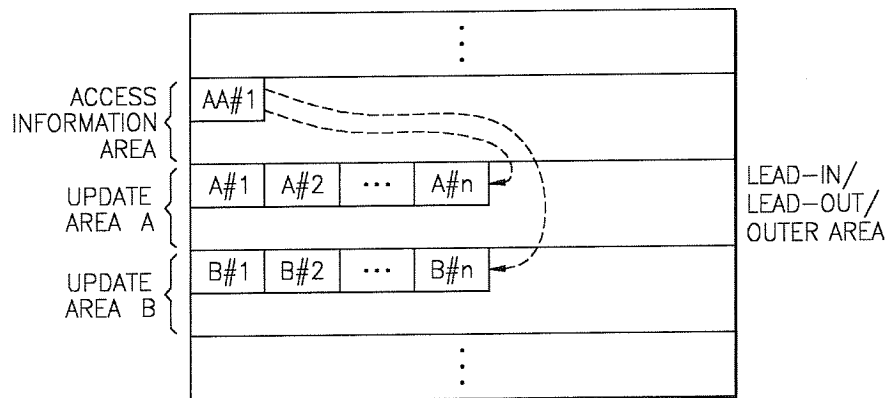 ⋮
ACCESS
INFORMATION
AREA
AA#1
UPDATE
AREA A
A#1 A#2 ⋯ A#n
LEAD-IN/
LEAD-OUT/
OUTER AREA
UPDATE
AREA B
B#1 B#2 ⋯ B#n
⋮